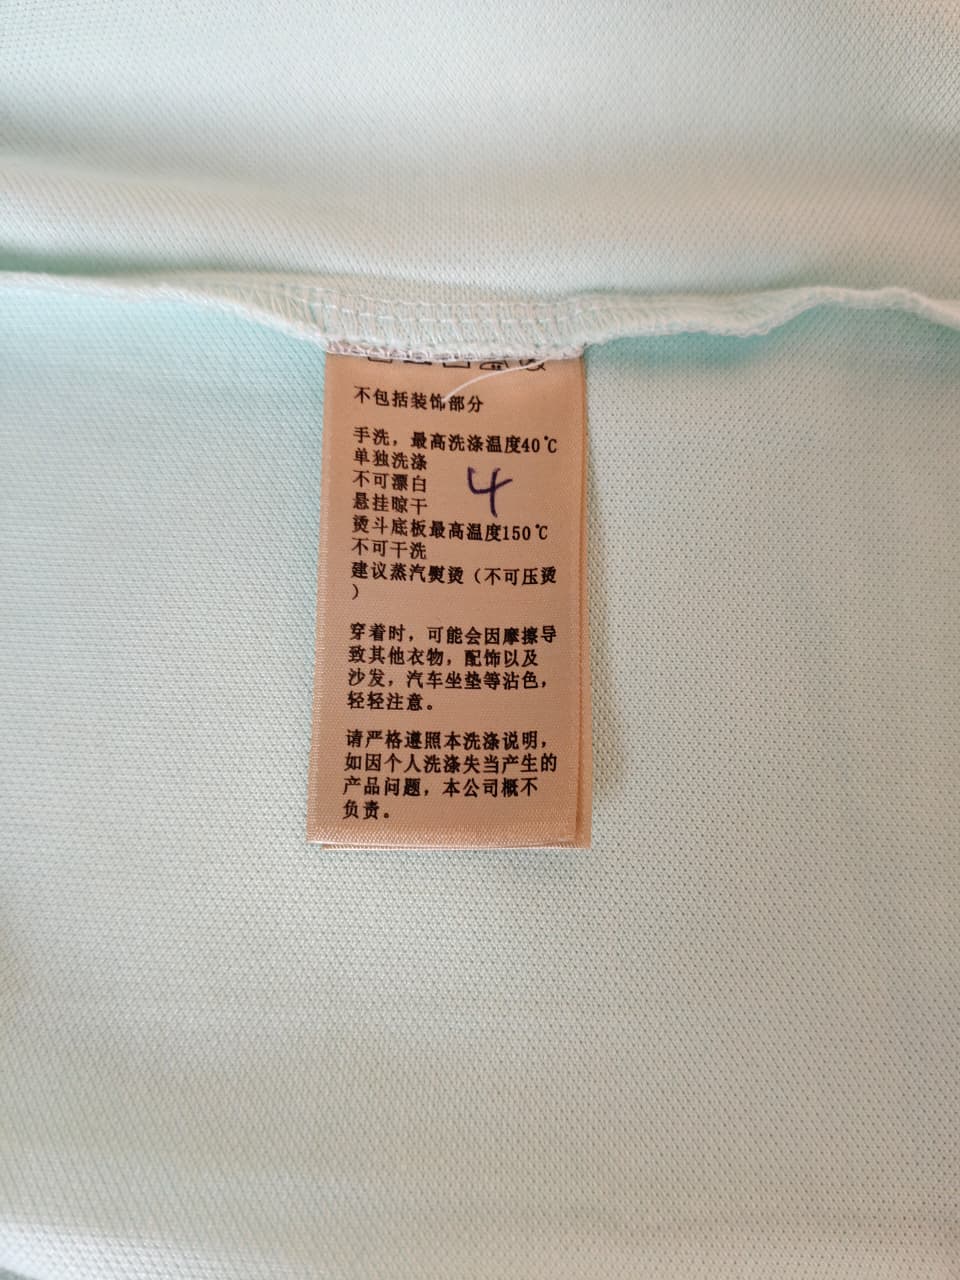 不包括装饰部分
手洗，最高洗涤温度40℃
单独洗涤
不可漂白
4
悬挂晾干
烫斗底板最高温度150℃
不可干洗
建议蒸汽熨烫（不可压烫
）
穿着时，可能会因摩擦导
致其他衣物，配饰以及
沙发，汽车坐垫等沾色，
轻轻注意。
请严格遵照本洗涤说明，
如因个人洗涤失当产生的
产品问题，本公司概不
负责。